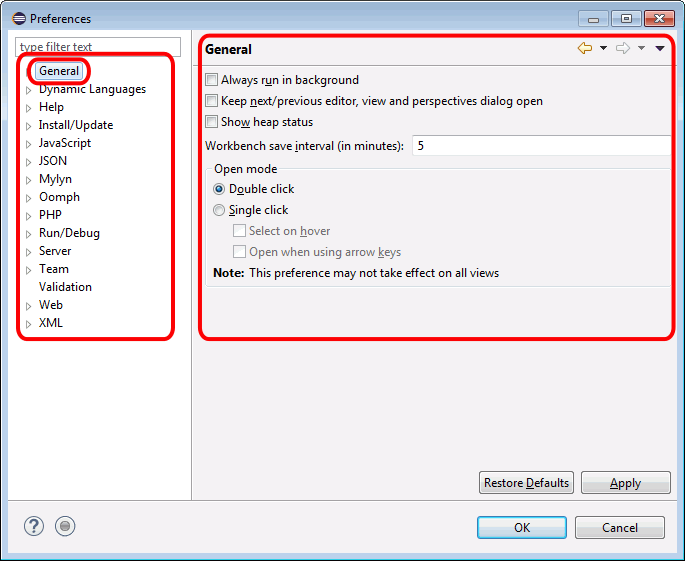 Preferences
type filter text
General
Dynamic Languages
Help
Install/Update
JavaScript
JSON
Mylyn
Oomph
PHP
Run/Debug
Server
Team
Validation
Web
XML
General
Always run in background
Keep next/previous editor, view and perspectives dialog open
Show heap status
Workbench save interval (in minutes): 5
Open mode
Double click
Single click
Select on hover
Open when using arrow keys
Note: This preference may not take effect on all views
Restore Defaults Apply
? OK Cancel